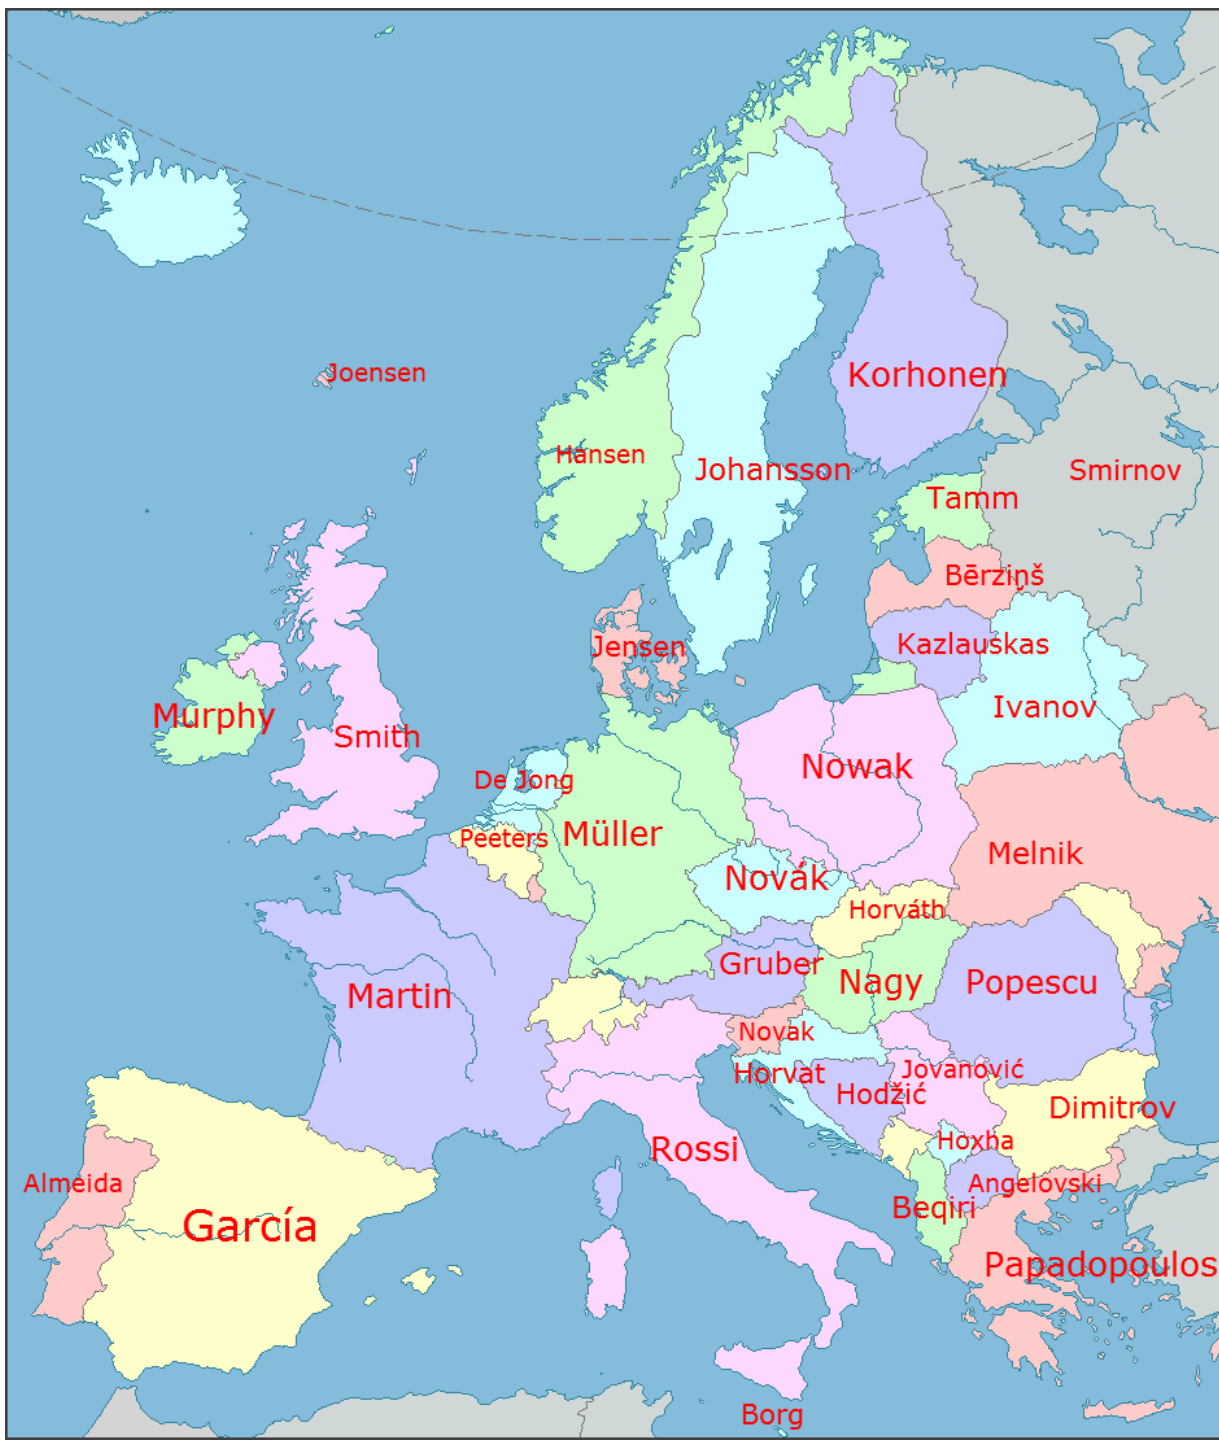 Joensen
Korhonen
Hansen
Johansson
Smirnov
Tamm
Bērziņš
Jensen
Kazlauskas
Murphy
Ivanov
Smith
De Jong
Nowak
Peeters
Müller
Melnik
Novák
Horváth
Gruber
Nagy
Popescu
Martin
Novak
Horvat
Jovanović
Hodžić
Dimitrov
Rossi
Hoxha
Almeida
Angelovski
García
Beqiri
Papadopoulos
Borg